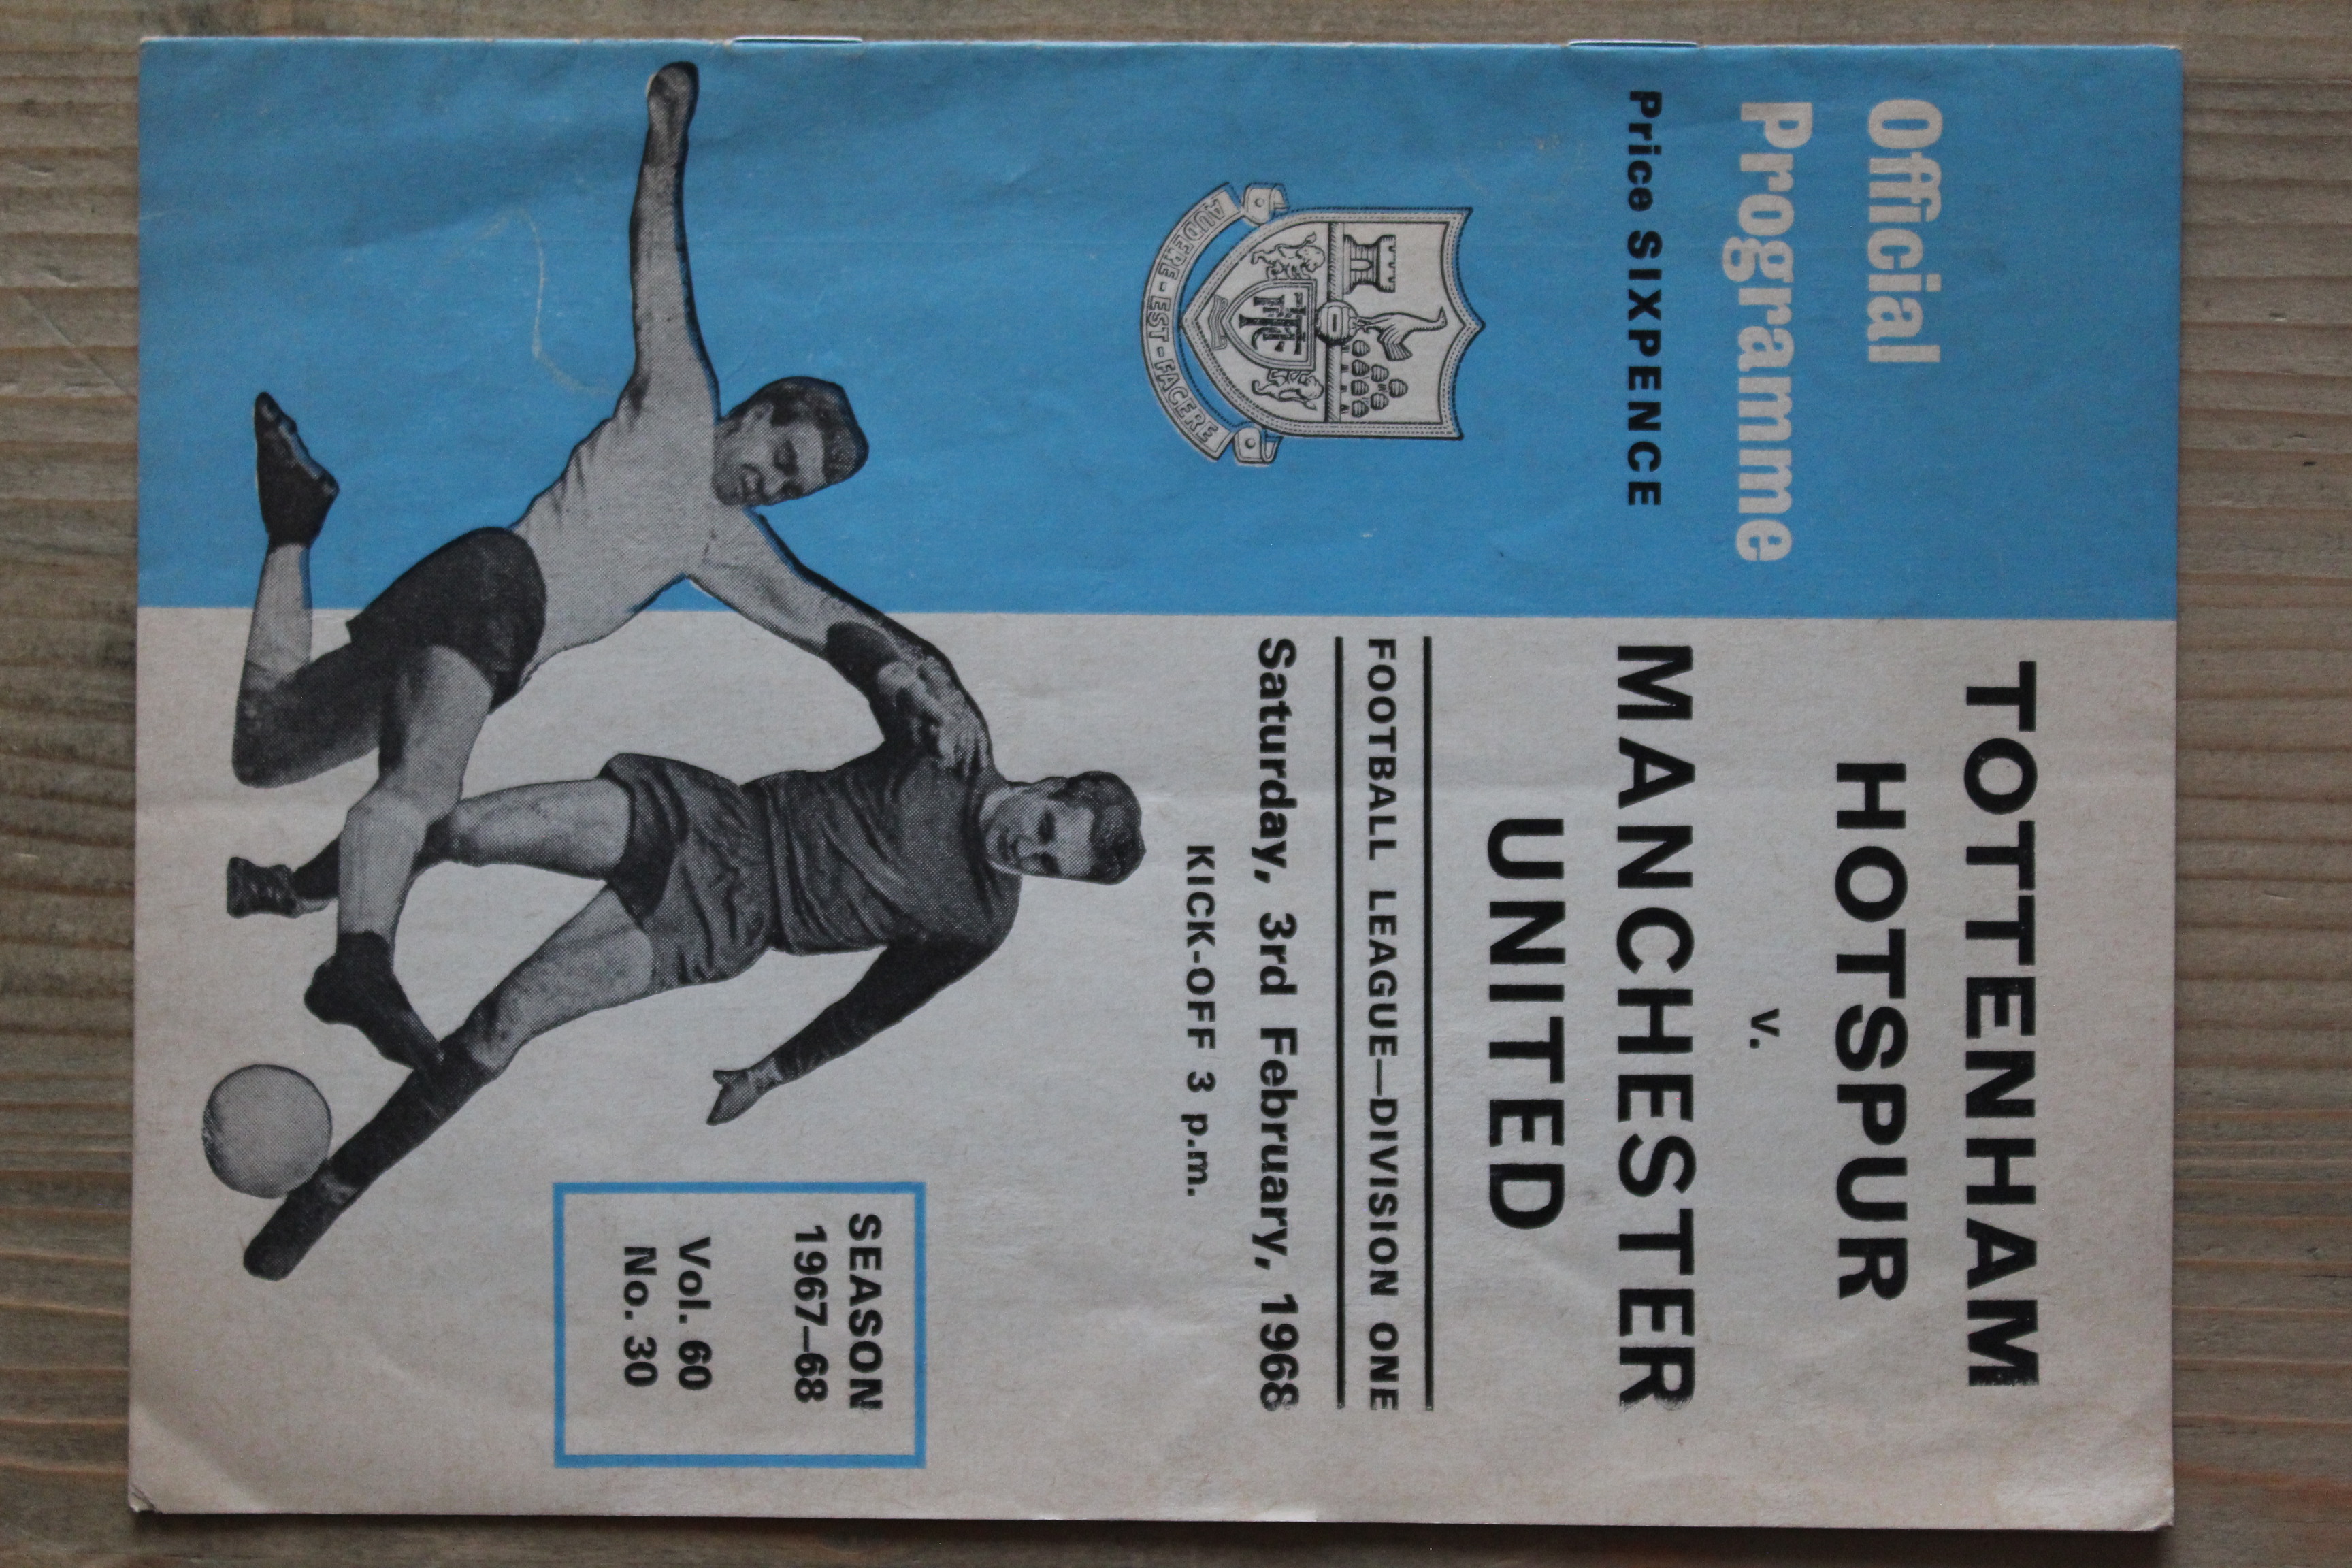 Official
Programme
Price SIXPENCE
AUDERE - EST - FACERE
TOTTENHAM
HOTSPUR
v.
MANCHESTER
UNITED
FOOTBALL LEAGUE—DIVISION ONE
Saturday, 3rd February, 1968
KICK-OFF 3 p.m.
SEASON
1967–68
Vol. 60
No. 30